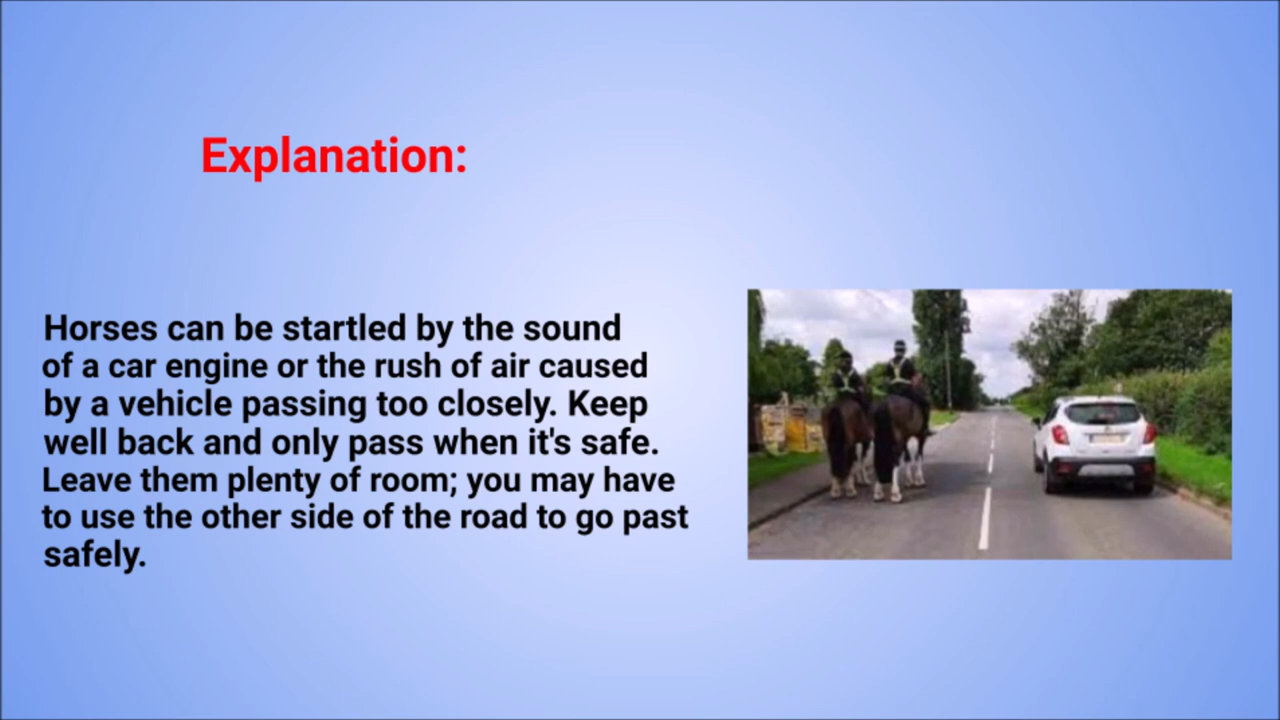 Explanation:
Horses can be startled by the sound
of a car engine or the rush of air caused
by a vehicle passing too closely. Keep
well back and only pass when it's safe.
Leave them plenty of room; you may have
to use the other side of the road to go past
safely.